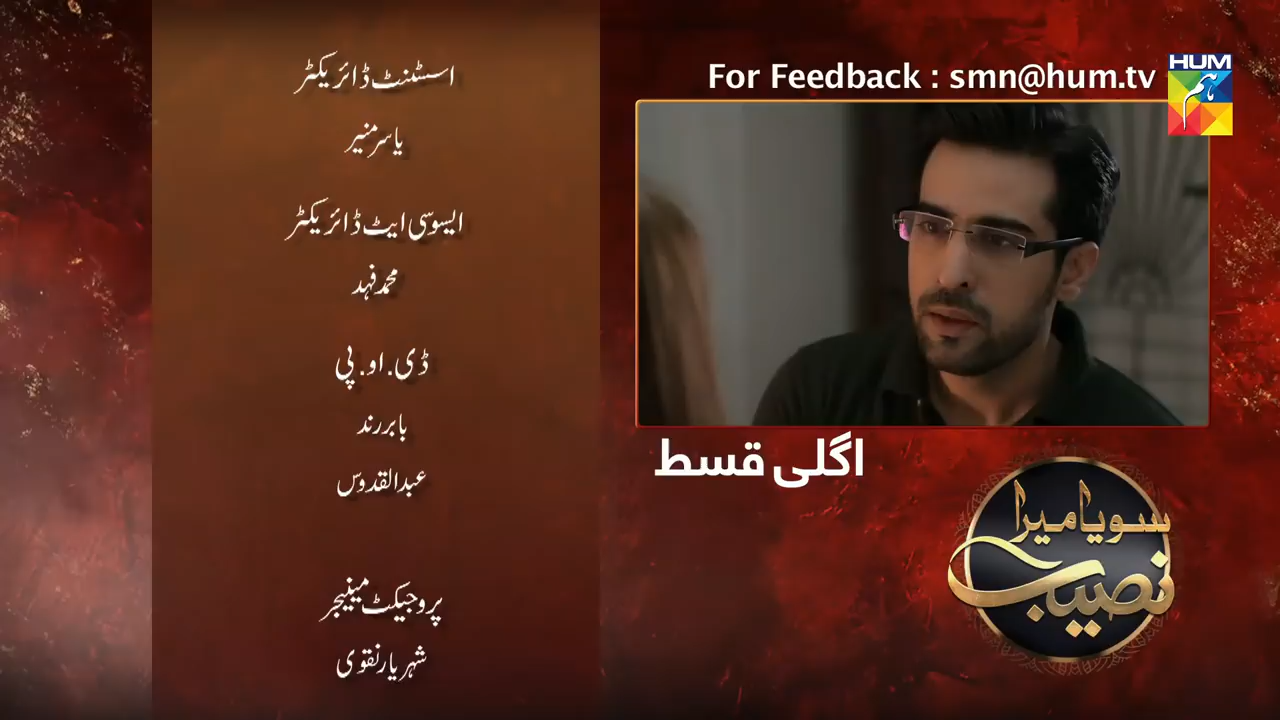 اسسٹنٹ ڈائریکٹر
یاسر منیر
ایسوسی ایٹ ڈائریکٹر
محمد فہد
ڈی. او. پی
بابر رند
عبدالقدوس
پروجیکٹ مینیجر
شہریار نقوی
For Feedback : smn@hum.tv
HUM
ہم
اگلی قسط
سویا میرا
نصیب